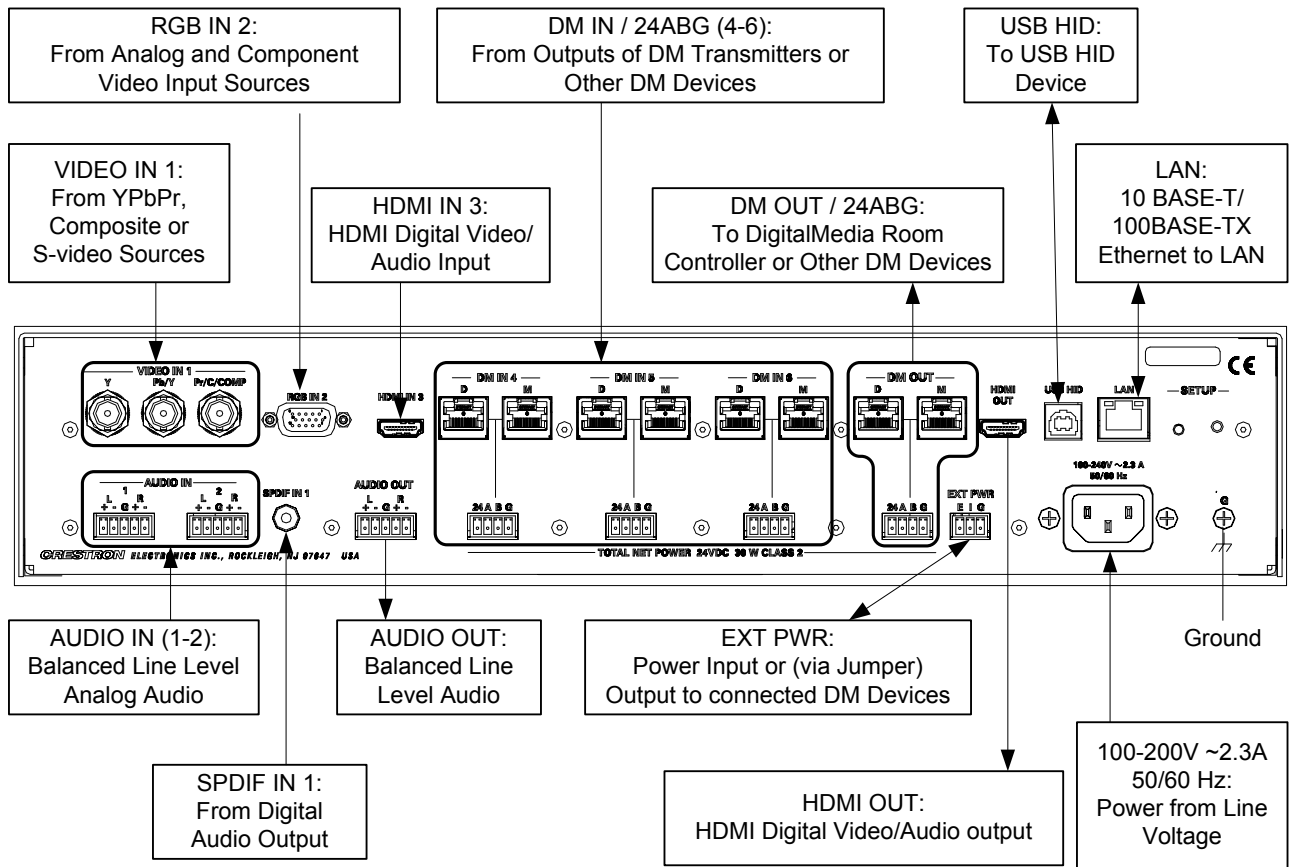 RGB IN 2:
From Analog and Component
Video Input Sources
DM IN / 24ABG (4-6):
From Outputs of DM Transmitters or
Other DM Devices
USB HID:
To USB HID
Device
VIDEO IN 1:
From YPbPr,
Composite or
S-video Sources
HDMI IN 3:
HDMI Digital Video/
Audio Input
DM OUT / 24ABG:
To DigitalMedia Room
Controller or Other DM Devices
LAN:
10 BASE-T/
100BASE-TX
Ethernet to LAN
VIDEO IN 1
Y Pb/Y Pr/C/COMP
RGB IN 2
HDMI IN 3
DM IN 4
D M
DM IN 5
D M
DM IN 6
D M
DM OUT
D M
HDMI
OUT
USB HID
LAN
SETUP
CE
AUDIO IN
1
L R
+ - G + -
2
L R
+ - G + -
SPDIF IN 1
AUDIO OUT
L R
+ - G + -
24 A B G
24 A B G
24 A B G
24 A B G
EXT PWR
E I G
100-240V ~2.3 A
50/60 Hz
G
CRESTRON ELECTRONICS INC., ROCKLEIGH, NJ 07647 USA
TOTAL NET POWER 24VDC 30 W CLASS 2
AUDIO IN (1-2):
Balanced Line Level
Analog Audio
AUDIO OUT:
Balanced Line
Level Audio
EXT PWR:
Power Input or (via Jumper)
Output to connected DM Devices
Ground
SPDIF IN 1:
From Digital
Audio Output
HDMI OUT:
HDMI Digital Video/Audio output
100-200V ~2.3A
50/60 Hz:
Power from Line
Voltage